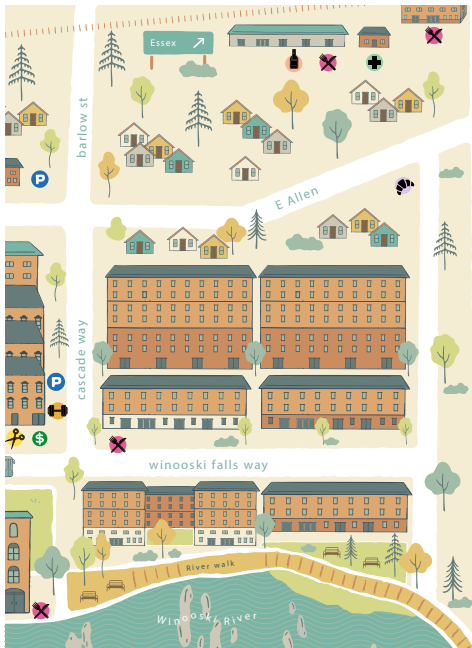 Essex
barlow st
P
E Allen
cascade way
P
$
winooski falls way
River walk
Winooski River